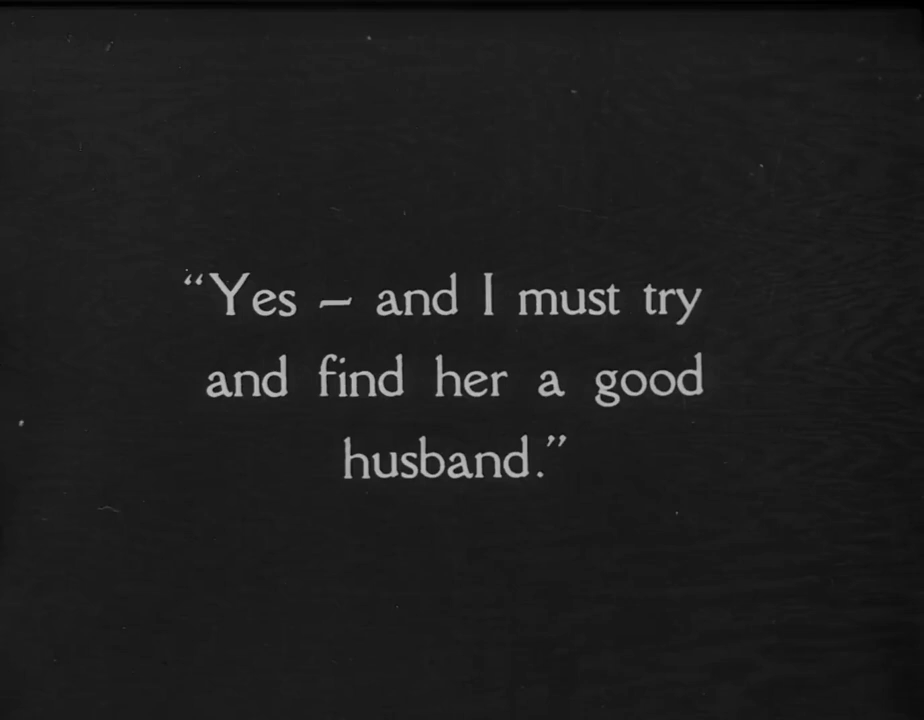 “Yes – and I must try
and find her a good
husband.”